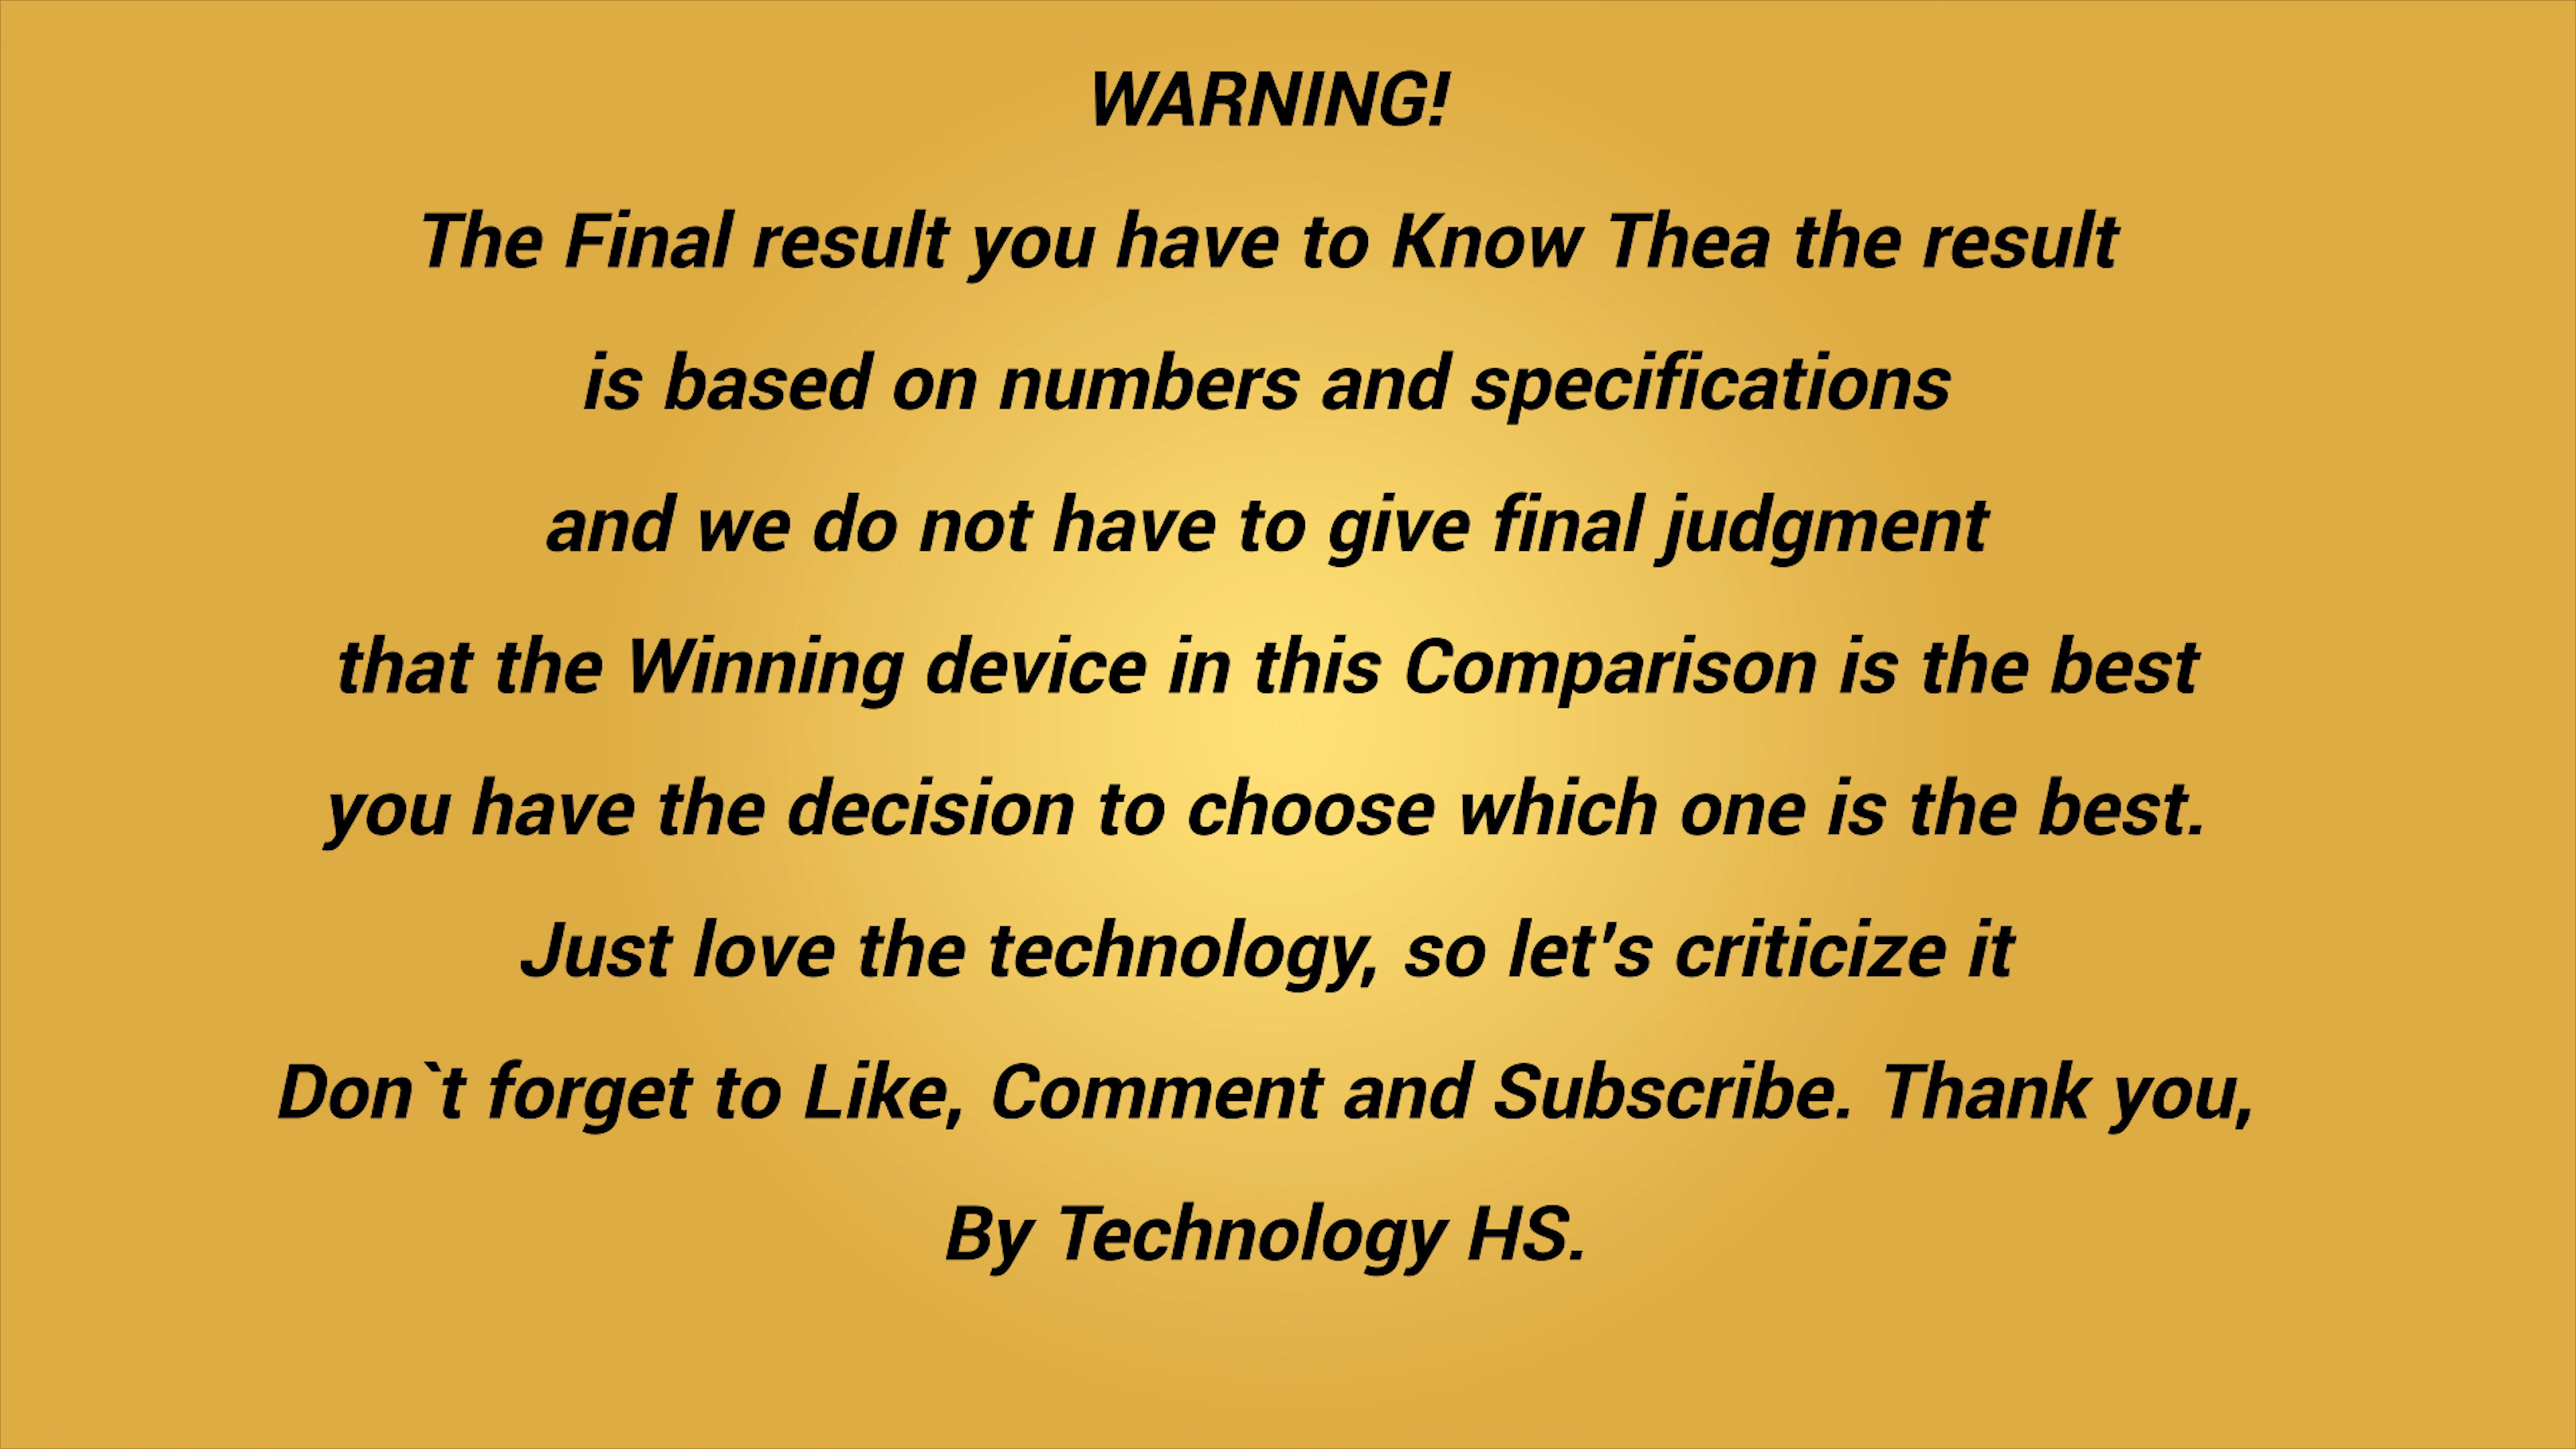 WARNING!
The Final result you have to Know Thea the result
is based on numbers and specifications
and we do not have to give final judgment
that the Winning device in this Comparison is the best
you have the decision to choose which one is the best.
Just love the technology, so let's criticize it
Don`t forget to Like, Comment and Subscribe. Thank you,
By Technology HS.